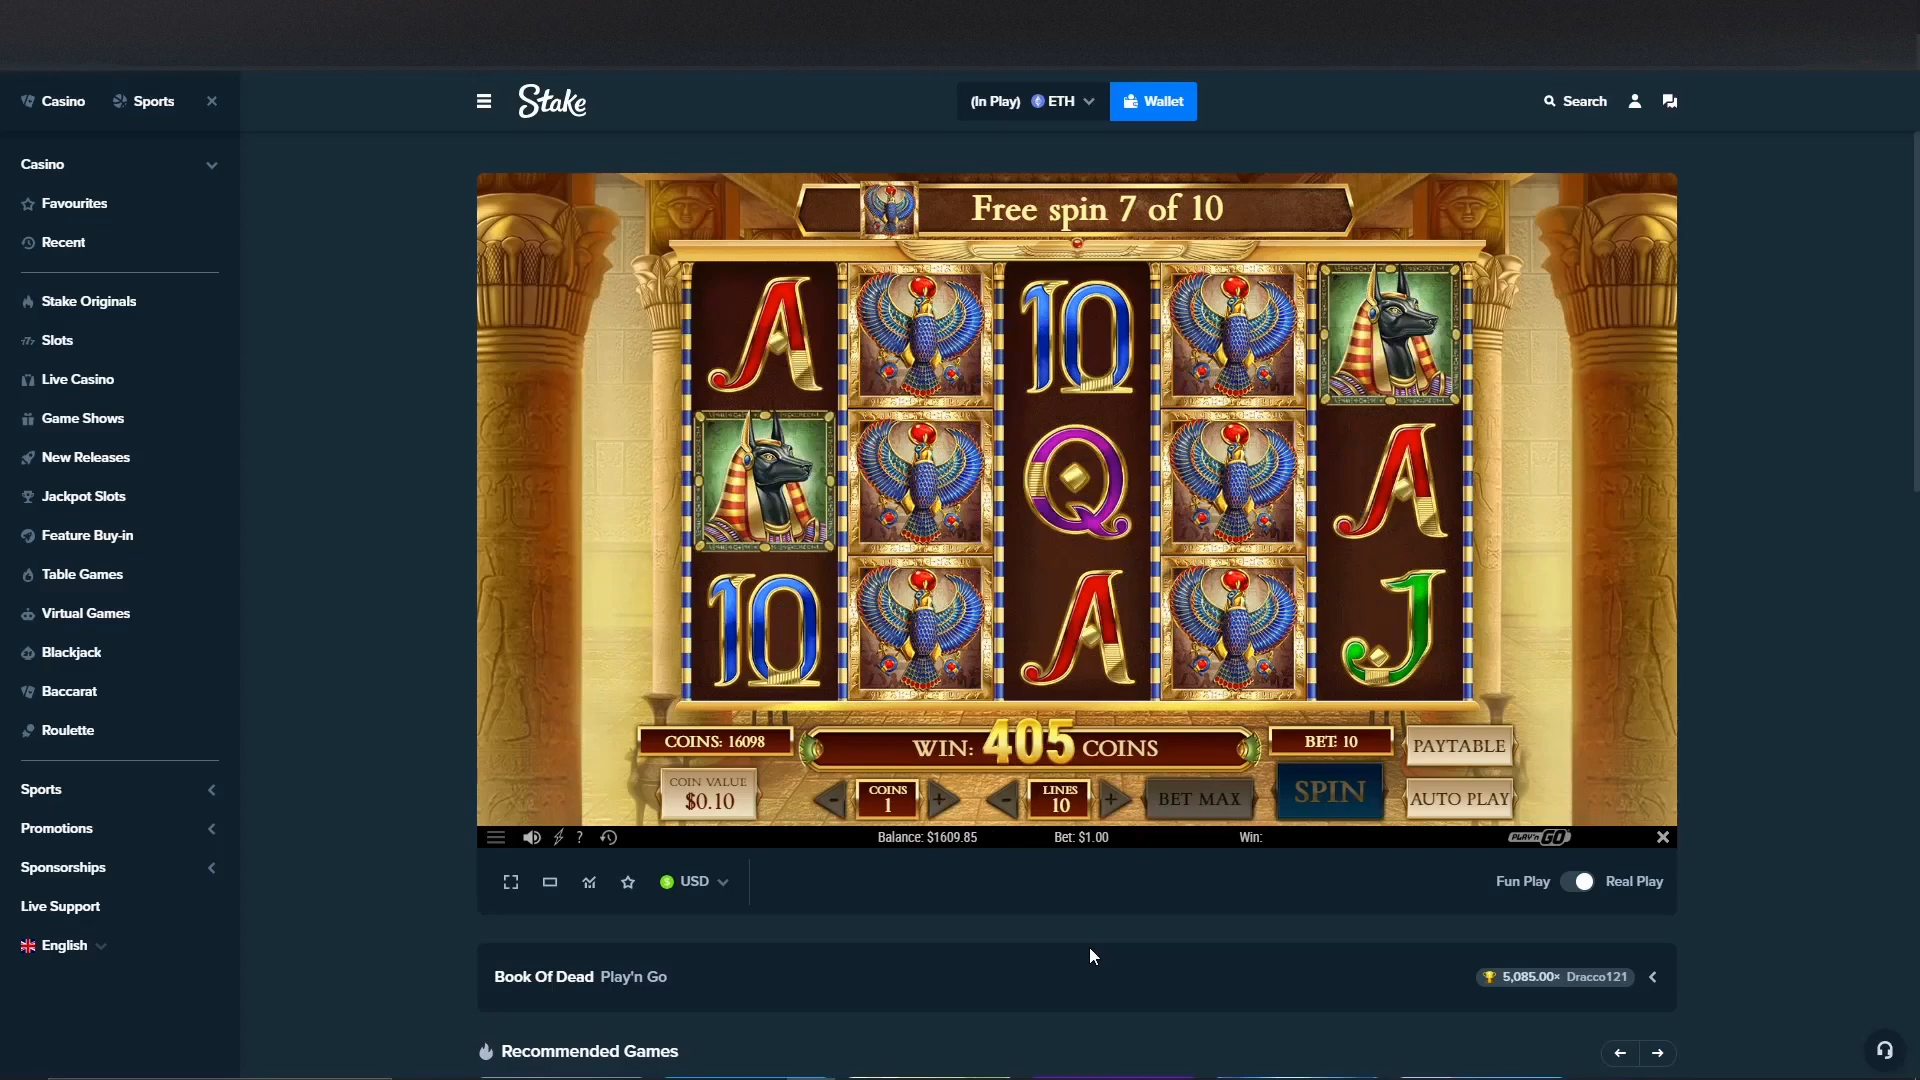 Casino
Sports
Stake
(In Play) ETH
Wallet
Search
Casino
Favourites
Recent
Stake Originals
Slots
Live Casino
Game Shows
New Releases
Jackpot Slots
Feature Buy-in
Table Games
Virtual Games
Blackjack
Baccarat
Roulette
Sports
Promotions
Sponsorships
Live Support
English
Free spin 7 of 10
A 10
Q A
10 A J
COINS: 16098
WIN: 405 COINS
BET: 10
PAYTABLE
COIN VALUE
$0.10
-
COINS
1
+
-
LINES
10
+
BET MAX
SPIN
AUTO PLAY
?
Balance: $1609.85
Bet: $1.00
Win:
PLAY'n GO
USD
Fun Play
Real Play
Book Of Dead Play'n Go
5,085.00× Dracco121
Recommended Games